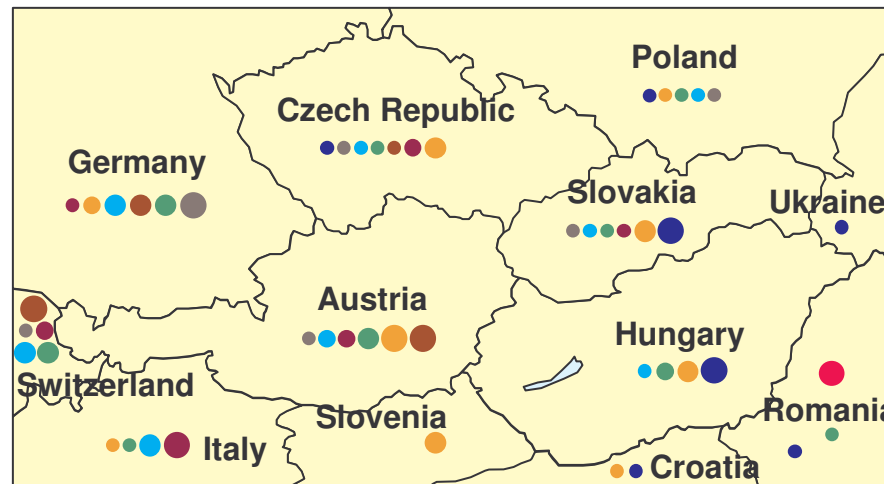 Poland
Czech Republic
Germany
Slovakia
Ukraine
Austria
Hungary
Switzerland
Romania
Slovenia
Italy
Croatia